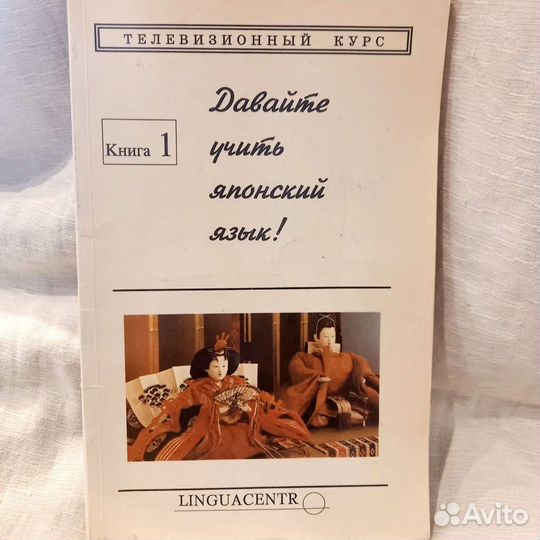 ТЕЛЕВИЗИОННЫЙ КУРС
Книга 1
Давайте
учить
японский
язык!
LINGUACENTR
Avito